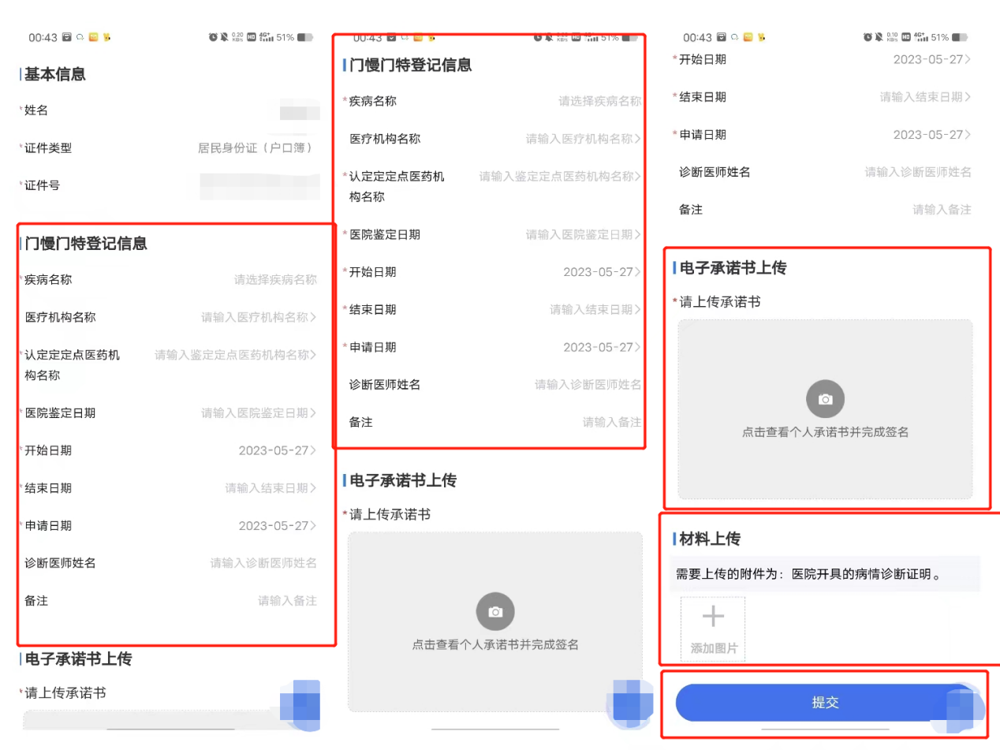 00:43
0.20 KB/s HD 4G+ 51%
基本信息
*姓名
*证件类型
居民身份证（户口簿）
*证件号
门慢门特登记信息
*疾病名称
请选择疾病名称
医疗机构名称
请输入医疗机构名称
*认定定定点医药机
构名称
请输入鉴定定点医药机构名称
*医院鉴定日期
请输入医院鉴定日期
*开始日期
2023-05-27
*结束日期
请输入结束日期
*申请日期
2023-05-27
诊断医师姓名
请输入诊断医师姓名
备注
请输入备注
电子承诺书上传
*请上传承诺书
00:43
HD 4G+ 51%
门慢门特登记信息
*疾病名称
请选择疾病名称
医疗机构名称
请输入医疗机构名称
*认定定定点医药机
构名称
请输入鉴定定点医药机构名称
*医院鉴定日期
请输入医院鉴定日期
*开始日期
2023-05-27
*结束日期
请输入结束日期
*申请日期
2023-05-27
诊断医师姓名
请输入诊断医师姓名
备注
请输入备注
电子承诺书上传
*请上传承诺书
点击查看个人承诺书并完成签名
00:43
0.10 KB/s HD 4G+ 51%
*开始日期
2023-05-27
*结束日期
请输入结束日期
*申请日期
2023-05-27
诊断医师姓名
请输入诊断医师姓名
备注
请输入备注
电子承诺书上传
*请上传承诺书
点击查看个人承诺书并完成签名
材料上传
需要上传的附件为：医院开具的病情诊断证明。
添加图片
提交